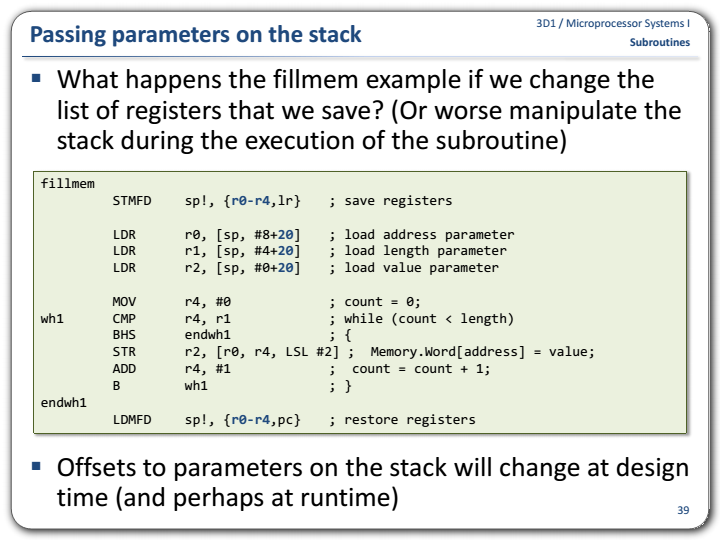 Passing parameters on the stack
3D1 / Microprocessor Systems I
Subroutines
What happens the fillmem example if we change the
list of registers that we save? (Or worse manipulate the
stack during the execution of the subroutine)
fillmem
STMFD sp!, {r0-r4,lr} ; save registers
LDR r0, [sp, #8+20] ; load address parameter
LDR r1, [sp, #4+20] ; load length parameter
LDR r2, [sp, #0+20] ; load value parameter
MOV r4, #0 ; count = 0;
wh1 CMP r4, r1 ; while (count < length)
BHS endwh1 ; {
STR r2, [r0, r4, LSL #2] ; Memory.Word[address] = value;
ADD r4, #1 ; count = count + 1;
B wh1 ; }
endwh1
LDMFD sp!, {r0-r4,pc} ; restore registers
Offsets to parameters on the stack will change at design
time (and perhaps at runtime)
39